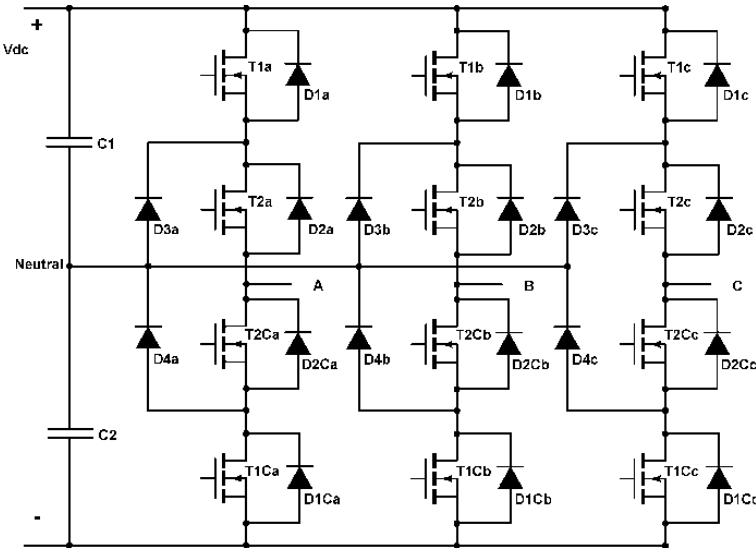 +
Vdc
T1a
D1a
T1b
D1b
T1c
D1c
C1
T2a
D3a
D2a
T2b
D3b
D2b
T2c
D3c
D2c
Neutral
A
B
C
T2Ca
D4a
D2Ca
T2Cb
D4b
D2Cb
T2Cc
D4c
D2Cc
C2
T1Ca
D1Ca
T1Cb
D1Cb
T1Cc
D1Cc
-